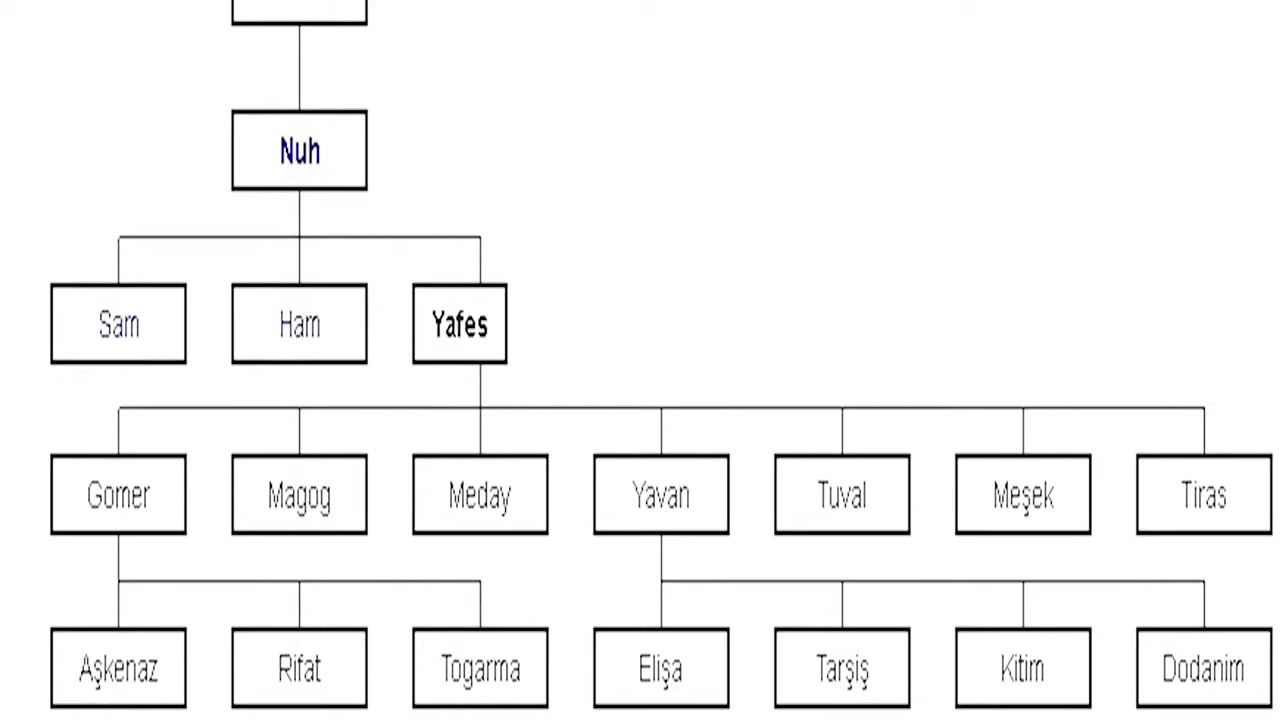 Nuh
Sam Ham Yafes
Gomer Magog Meday Yavan Tuval Meşek Tiras
Aşkenaz Rifat Togarma Elişa Tarşiş Kitim Dodanim